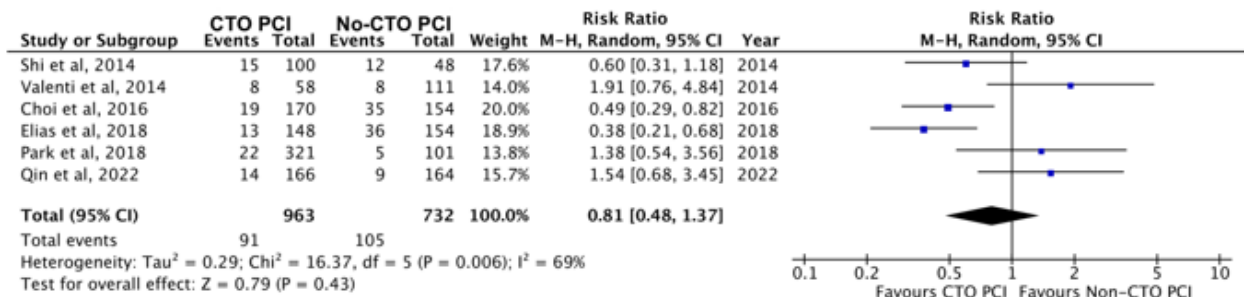 CTO PCI No-CTO PCI Risk Ratio Risk Ratio
Study or Subgroup Events Total Events Total Weight M-H, Random, 95% CI Year M-H, Random, 95% CI
Shi et al, 2014 15 100 12 48 17.6% 0.60 [0.31, 1.18] 2014
Valenti et al, 2014 8 58 8 111 14.0% 1.91 [0.76, 4.84] 2014
Choi et al, 2016 19 170 35 154 20.0% 0.49 [0.29, 0.82] 2016
Elias et al, 2018 13 148 36 154 18.9% 0.38 [0.21, 0.68] 2018
Park et al, 2018 22 321 5 101 13.8% 1.38 [0.54, 3.56] 2018
Qin et al, 2022 14 166 9 164 15.7% 1.54 [0.68, 3.45] 2022
Total (95% CI) 963 732 100.0% 0.81 [0.48, 1.37]
Total events 91 105
Heterogeneity: Tau² = 0.29; Chi² = 16.37, df = 5 (P = 0.006); I² = 69%
Test for overall effect: Z = 0.79 (P = 0.43)
0.1 0.2 0.5 1 2 5 10
Favours CTO PCI Favours Non-CTO PCI